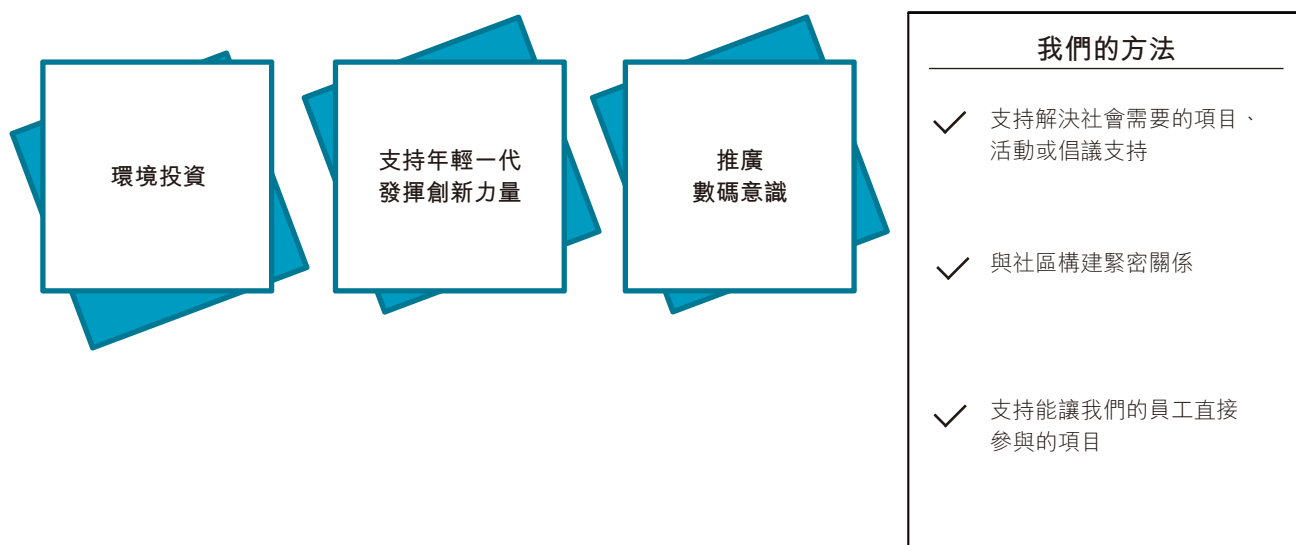 環境投資
支持年輕一代
發揮創新力量
推廣
數碼意識
我們的方法
支持解決社會需要的項目、
活動或倡議支持
與社區構建緊密關係
支持能讓我們的員工直接
參與的項目